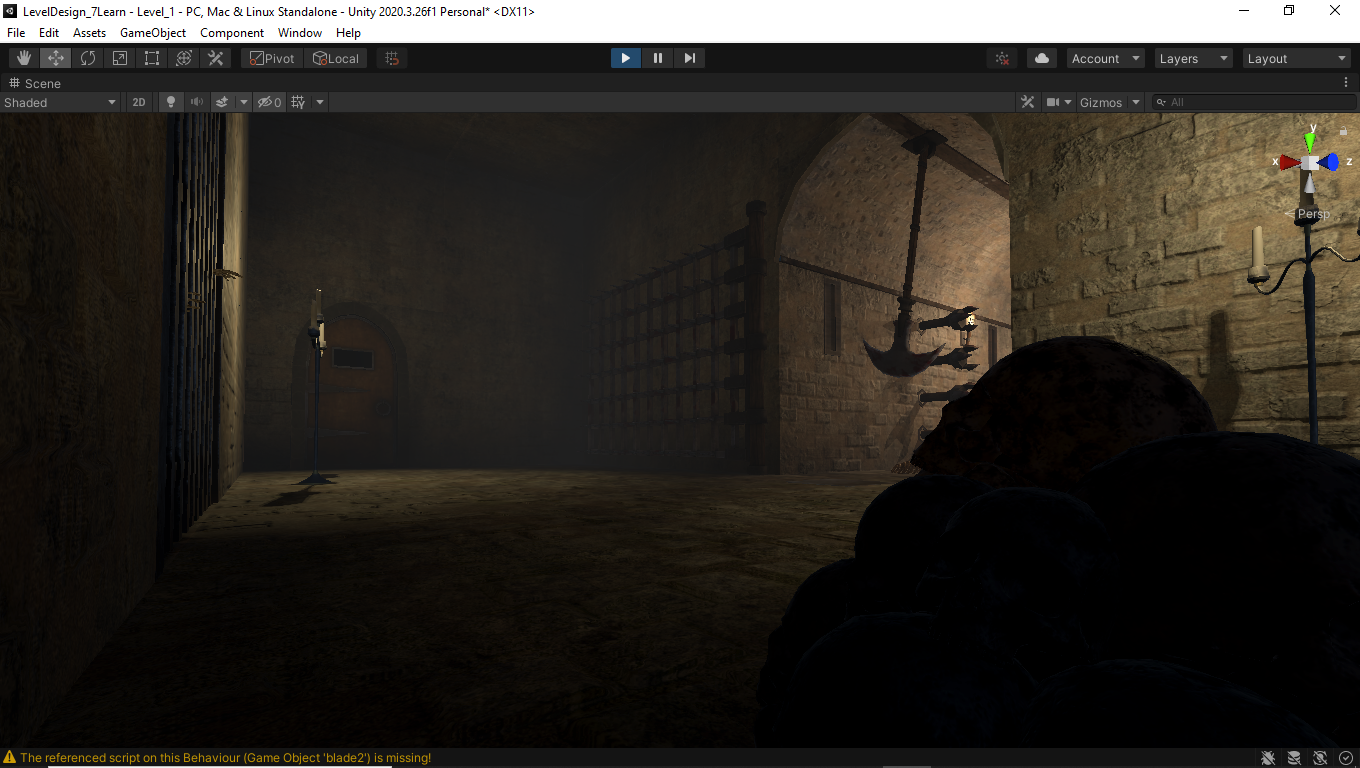 LevelDesign_7Learn - Level_1 - PC, Mac & Linux Standalone - Unity 2020.3.26f1 Personal* <DX11>
File Edit Assets GameObject Component Window Help
Pivot Local Account Layers Layout
Scene
Shaded 2D 0 Gizmos All
y
x z
Persp
The referenced script on this Behaviour (Game Object 'blade2') is missing!